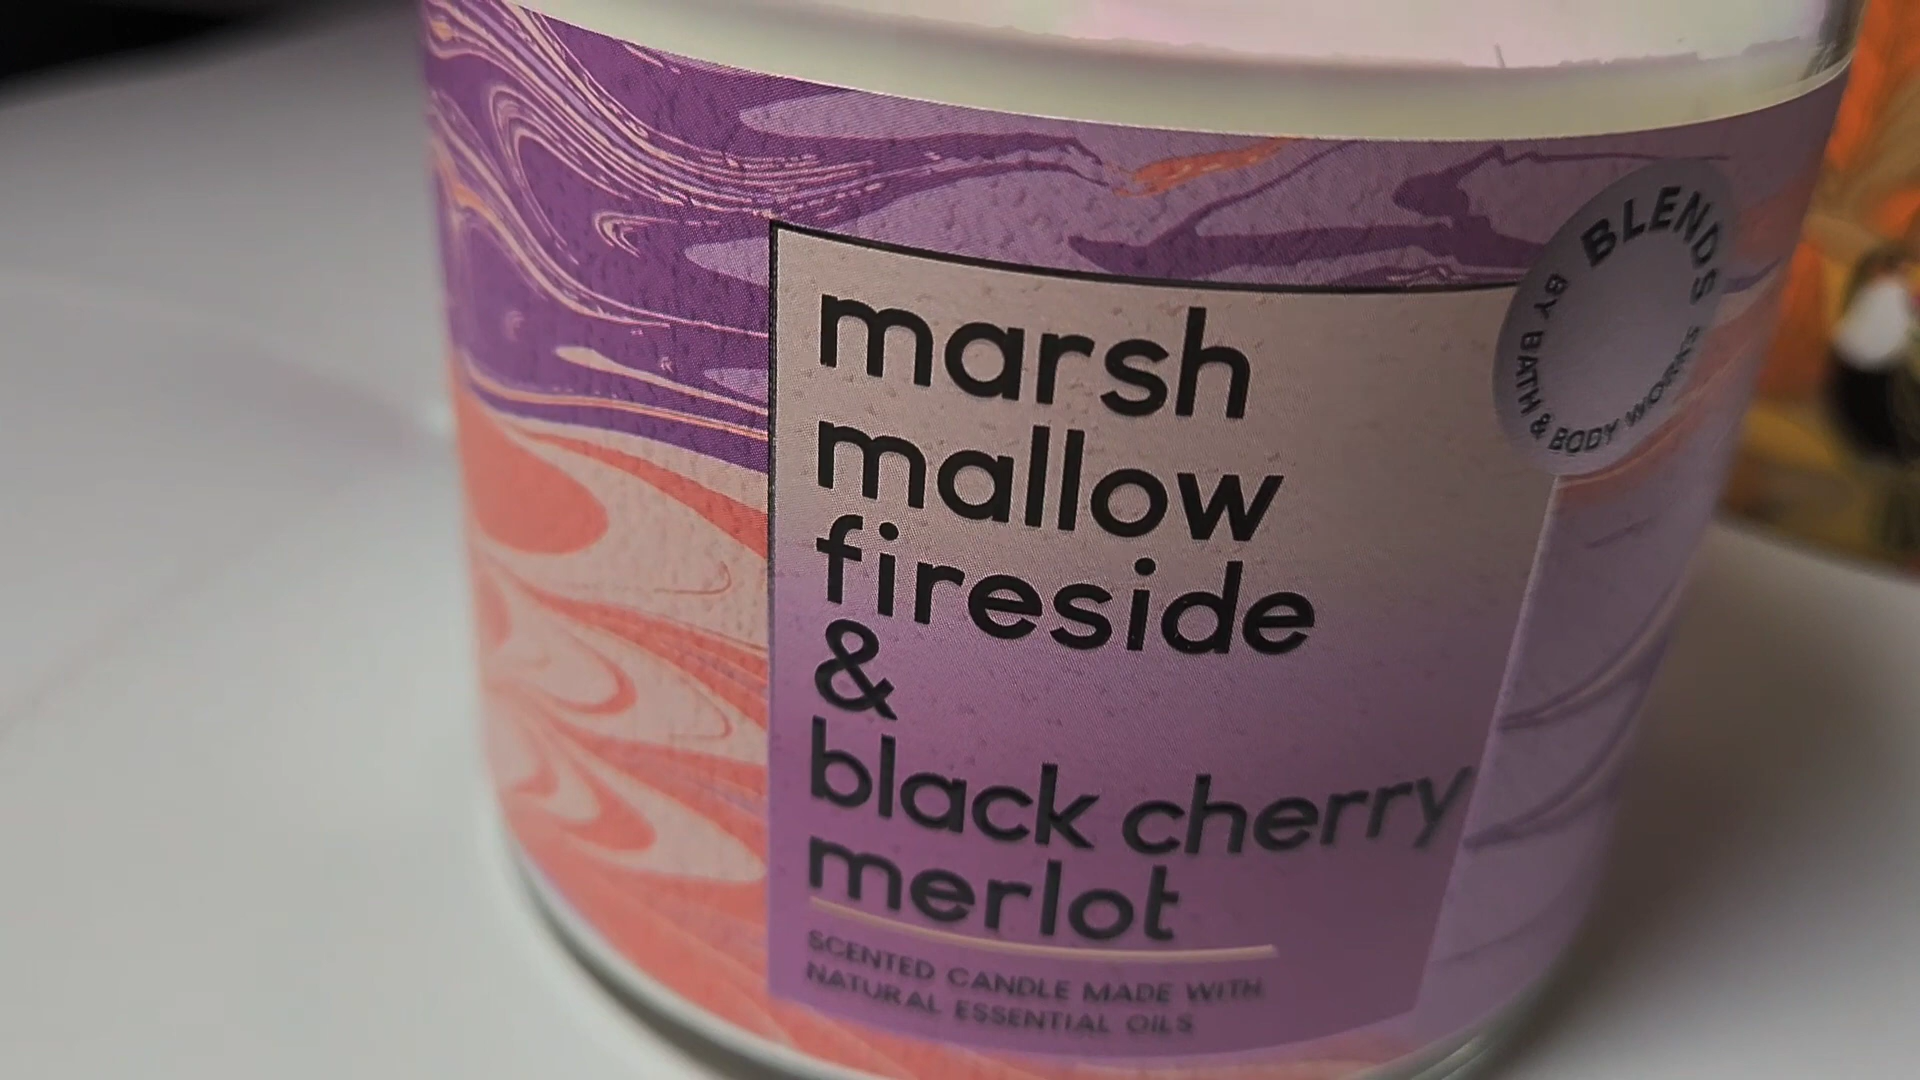 BLENDS
BY BATH & BODY WORKS
marsh
mallow
fireside
&
black cherry
merlot
SCENTED CANDLE MADE WITH
NATURAL ESSENTIAL OILS